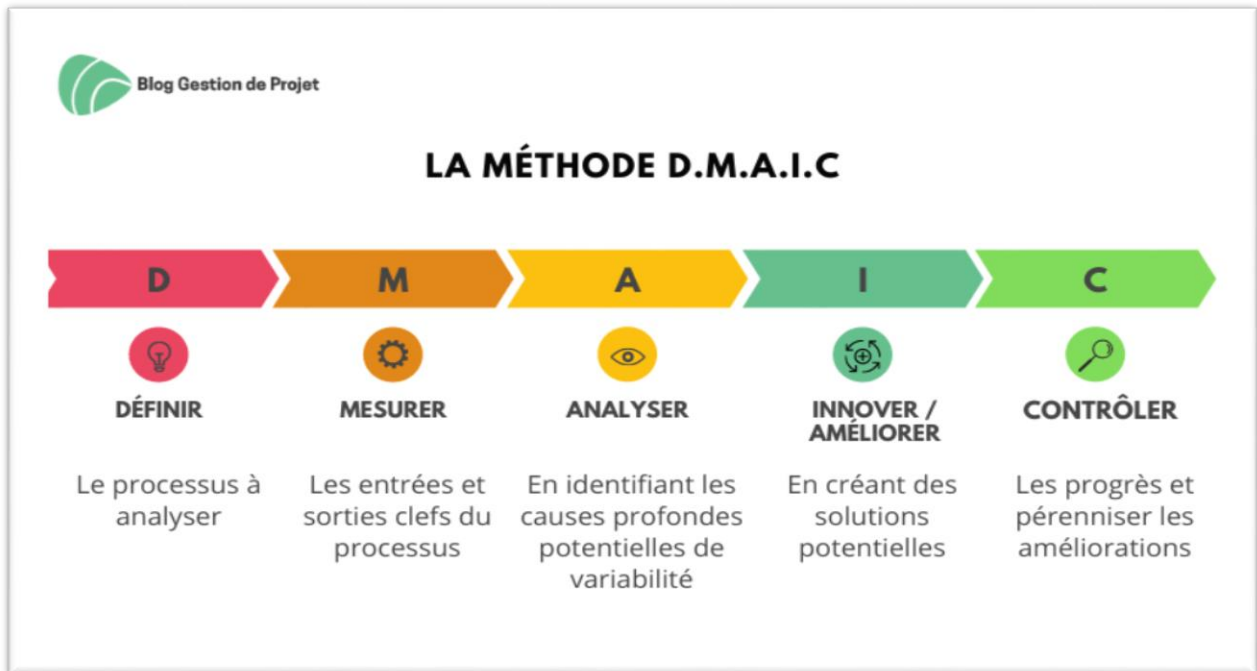 Blog Gestion de Projet
LA MÉTHODE D.M.A.I.C
D
M
A
I
C
DÉFINIR
Le processus à
analyser
MESURER
Les entrées et
sorties clefs du
processus
ANALYSER
En identifiant les
causes profondes
potentielles de
variabilité
INNOVER /
AMÉLIORER
En créant des
solutions
potentielles
CONTRÔLER
Les progrès et
pérenniser les
améliorations